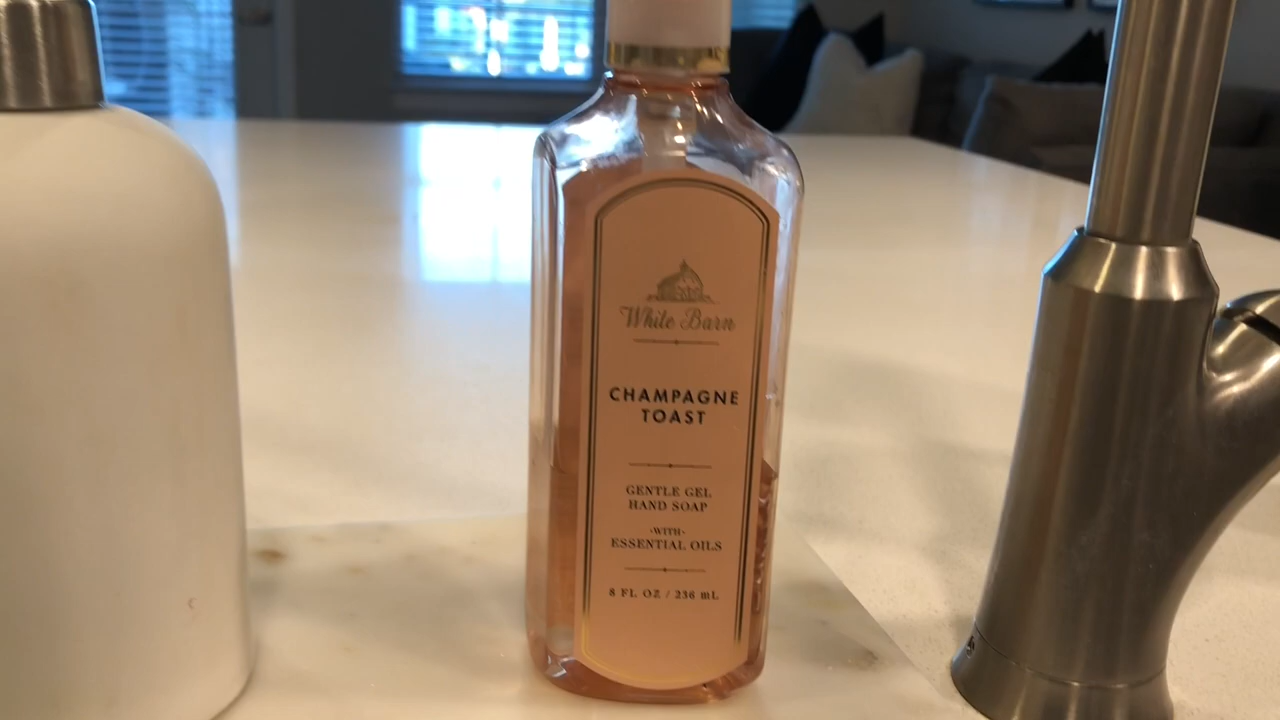 White Barn
CHAMPAGNE
TOAST
GENTLE GEL
HAND SOAP
-WITH-
ESSENTIAL OILS
8 FL OZ / 236 mL